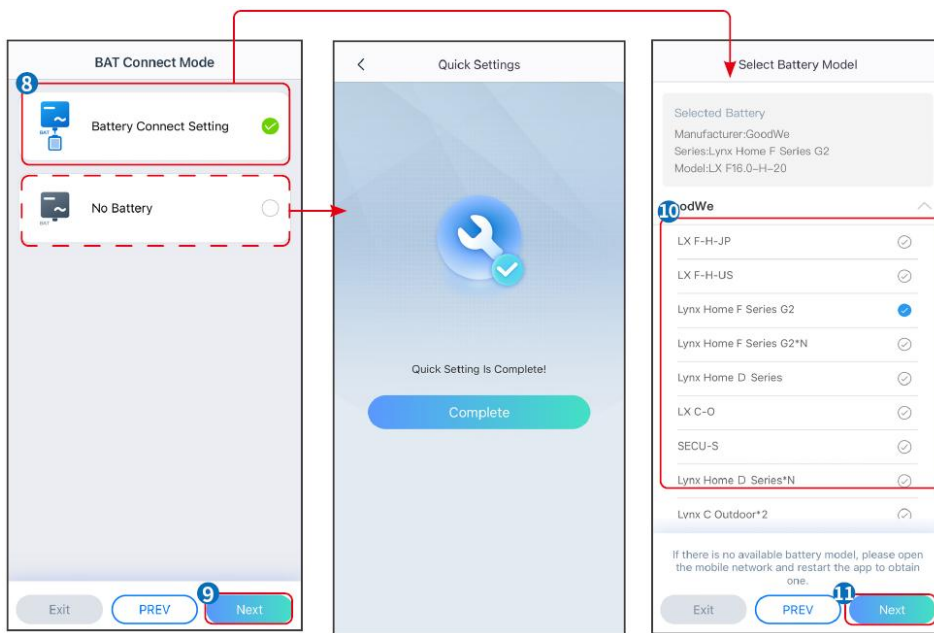 BAT Connect Mode
8
Battery Connect Setting
BAT
No Battery
BAT
9
Exit
PREV
Next
Quick Settings
Quick Setting Is Complete!
Complete
Select Battery Model
Selected Battery
Manufacturer:GoodWe
Series:Lynx Home F Series G2
Model:LX F16.0-H-20
10
odWe
LX F-H-JP
LX F-H-US
Lynx Home F Series G2
Lynx Home F Series G2*N
Lynx Home D Series
LX C-O
SECU-S
Lynx Home D Series*N
Lynx C Outdoor*2
If there is no available battery model, please open
the mobile network and restart the app to obtain
one.
11
Exit
PREV
Next